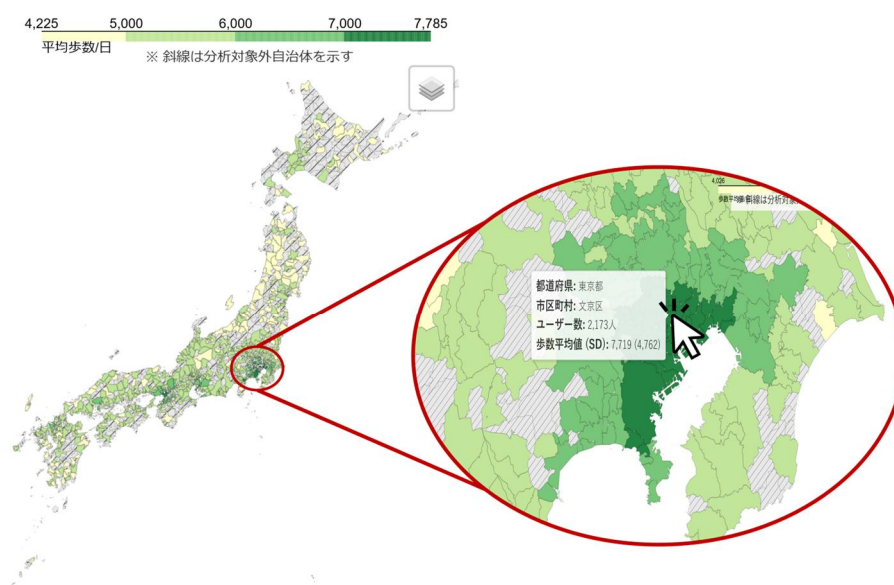 4,225 5,000 6,000 7,000 7,785
平均歩数/日
※ 斜線は分析対象外自治体を示す
4,026
都道府県: 東京都
市区町村: 文京区
ユーザー数: 2,173人
歩数平均値 (SD): 7,719 (4,762)